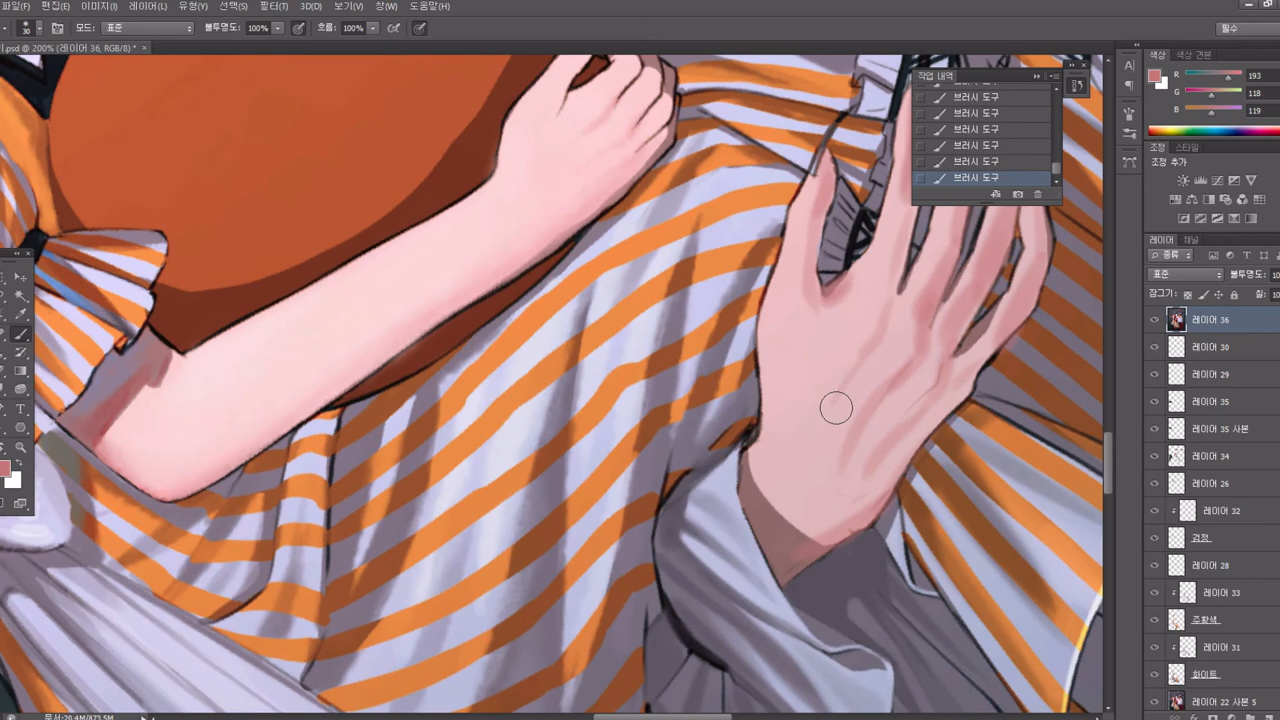 파일(F) 편집(E) 이미지(I) 레이어(L) 유형(Y) 선택(S) 필터(T) 3D(D) 보기(V) 창(W) 도움말(H)
30 모드: 표준 불투명도: 100% 흐름: 100% 필수
.psd @ 200% (레이어 36, RGB/8) *
색상 색상 견본
R 193
G 118
B 119
작업 내역
브러시 도구
브러시 도구
브러시 도구
브러시 도구
브러시 도구
브러시 도구
조정 스타일
조정 추가
레이어 채널
종류
표준 불투명도:
잠그기: 칠:
레이어 36
레이어 30
레이어 29
레이어 35
레이어 35 사본
레이어 34
레이어 26
레이어 32
검정
레이어 28
레이어 33
주황색
레이어 31
화이트
레이어 22 사본 5
문서:20.4M/873.5M